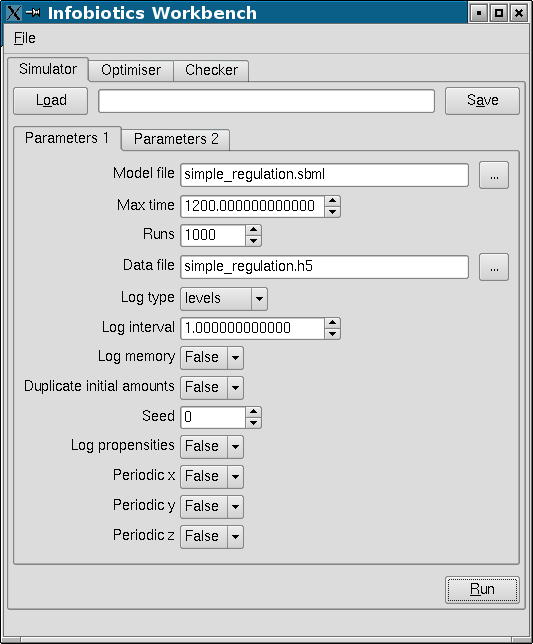 Infobiotics Workbench
File
Simulator Optimiser Checker
Load Save
Parameters 1 Parameters 2
Model file simple_regulation.sbml ...
Max time 1200.000000000000
Runs 1000
Data file simple_regulation.h5 ...
Log type levels
Log interval 1.000000000000
Log memory False
Duplicate initial amounts False
Seed 0
Log propensities False
Periodic x False
Periodic y False
Periodic z False
Run